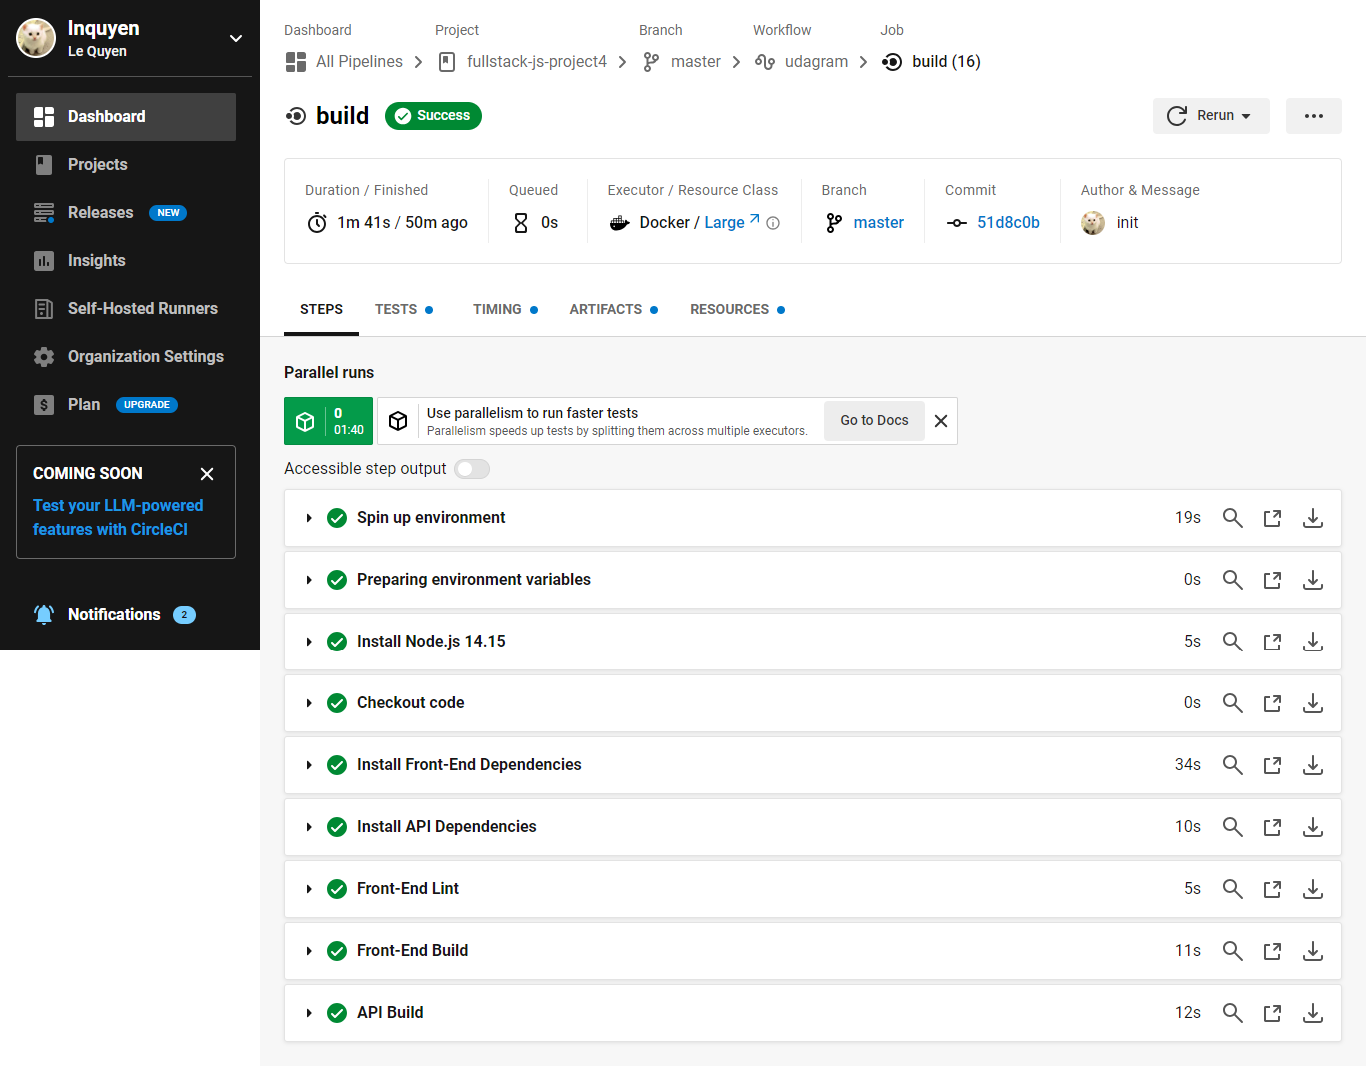 lnquyen
Le Quyen
Dashboard
Projects
Releases NEW
Insights
Self-Hosted Runners
Organization Settings
Plan UPGRADE
COMING SOON
Test your LLM-powered
features with CircleCI
Notifications 2
Dashboard Project Branch Workflow Job
All Pipelines fullstack-js-project4 master udagram build (16)
build Success Rerun
Duration / Finished Queued Executor / Resource Class Branch Commit Author & Message
1m 41s / 50m ago 0s Docker / Large master 51d8c0b init
STEPS TESTS TIMING ARTIFACTS RESOURCES
Parallel runs
0
01:40
Use parallelism to run faster tests
Parallelism speeds up tests by splitting them across multiple executors.
Go to Docs
Accessible step output
Spin up environment 19s
Preparing environment variables 0s
Install Node.js 14.15 5s
Checkout code 0s
Install Front-End Dependencies 34s
Install API Dependencies 10s
Front-End Lint 5s
Front-End Build 11s
API Build 12s